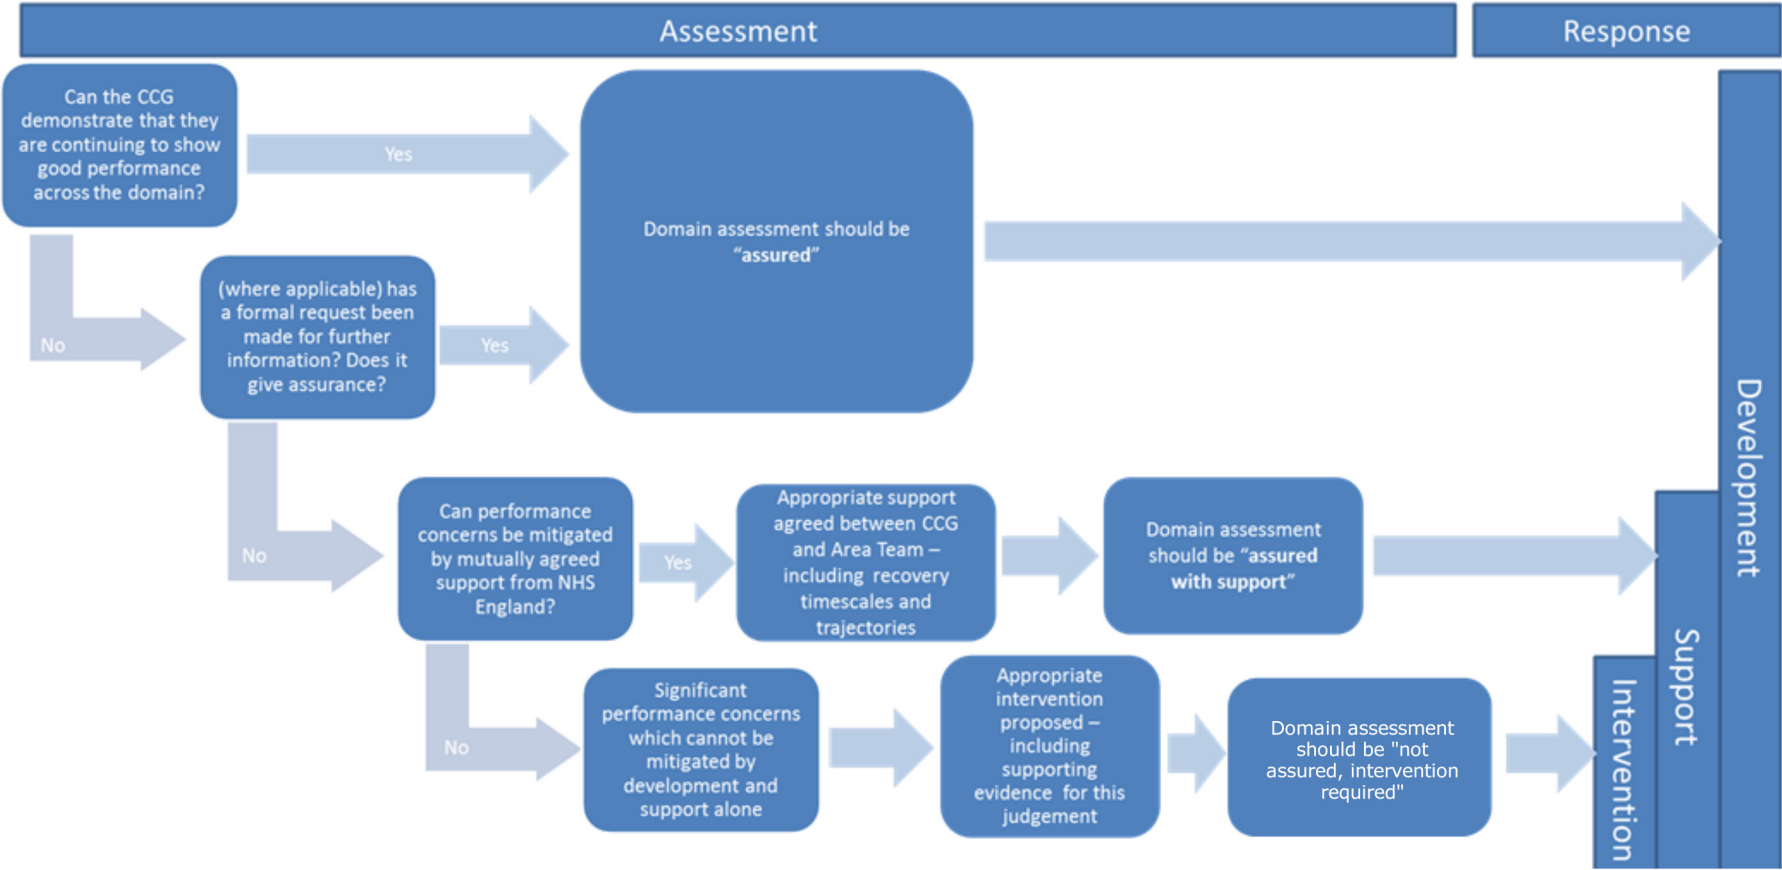 Assessment
Response
Can the CCG
demonstrate that they
are continuing to show
good performance
across the domain?
Yes
Domain assessment should be
“assured”
No
(where applicable) has
a formal request been
made for further
information? Does it
give assurance?
Yes
No
Can performance
concerns be mitigated
by mutually agreed
support from NHS
England?
Yes
Appropriate support
agreed between CCG
and Area Team –
including recovery
timescales and
trajectories
Domain assessment
should be “assured
with support”
No
Significant
performance concerns
which cannot be
mitigated by
development and
support alone
Appropriate
intervention
proposed –
including
supporting
evidence for this
judgement
Domain assessment
should be "not
assured, intervention
required"
Intervention
Support
Development